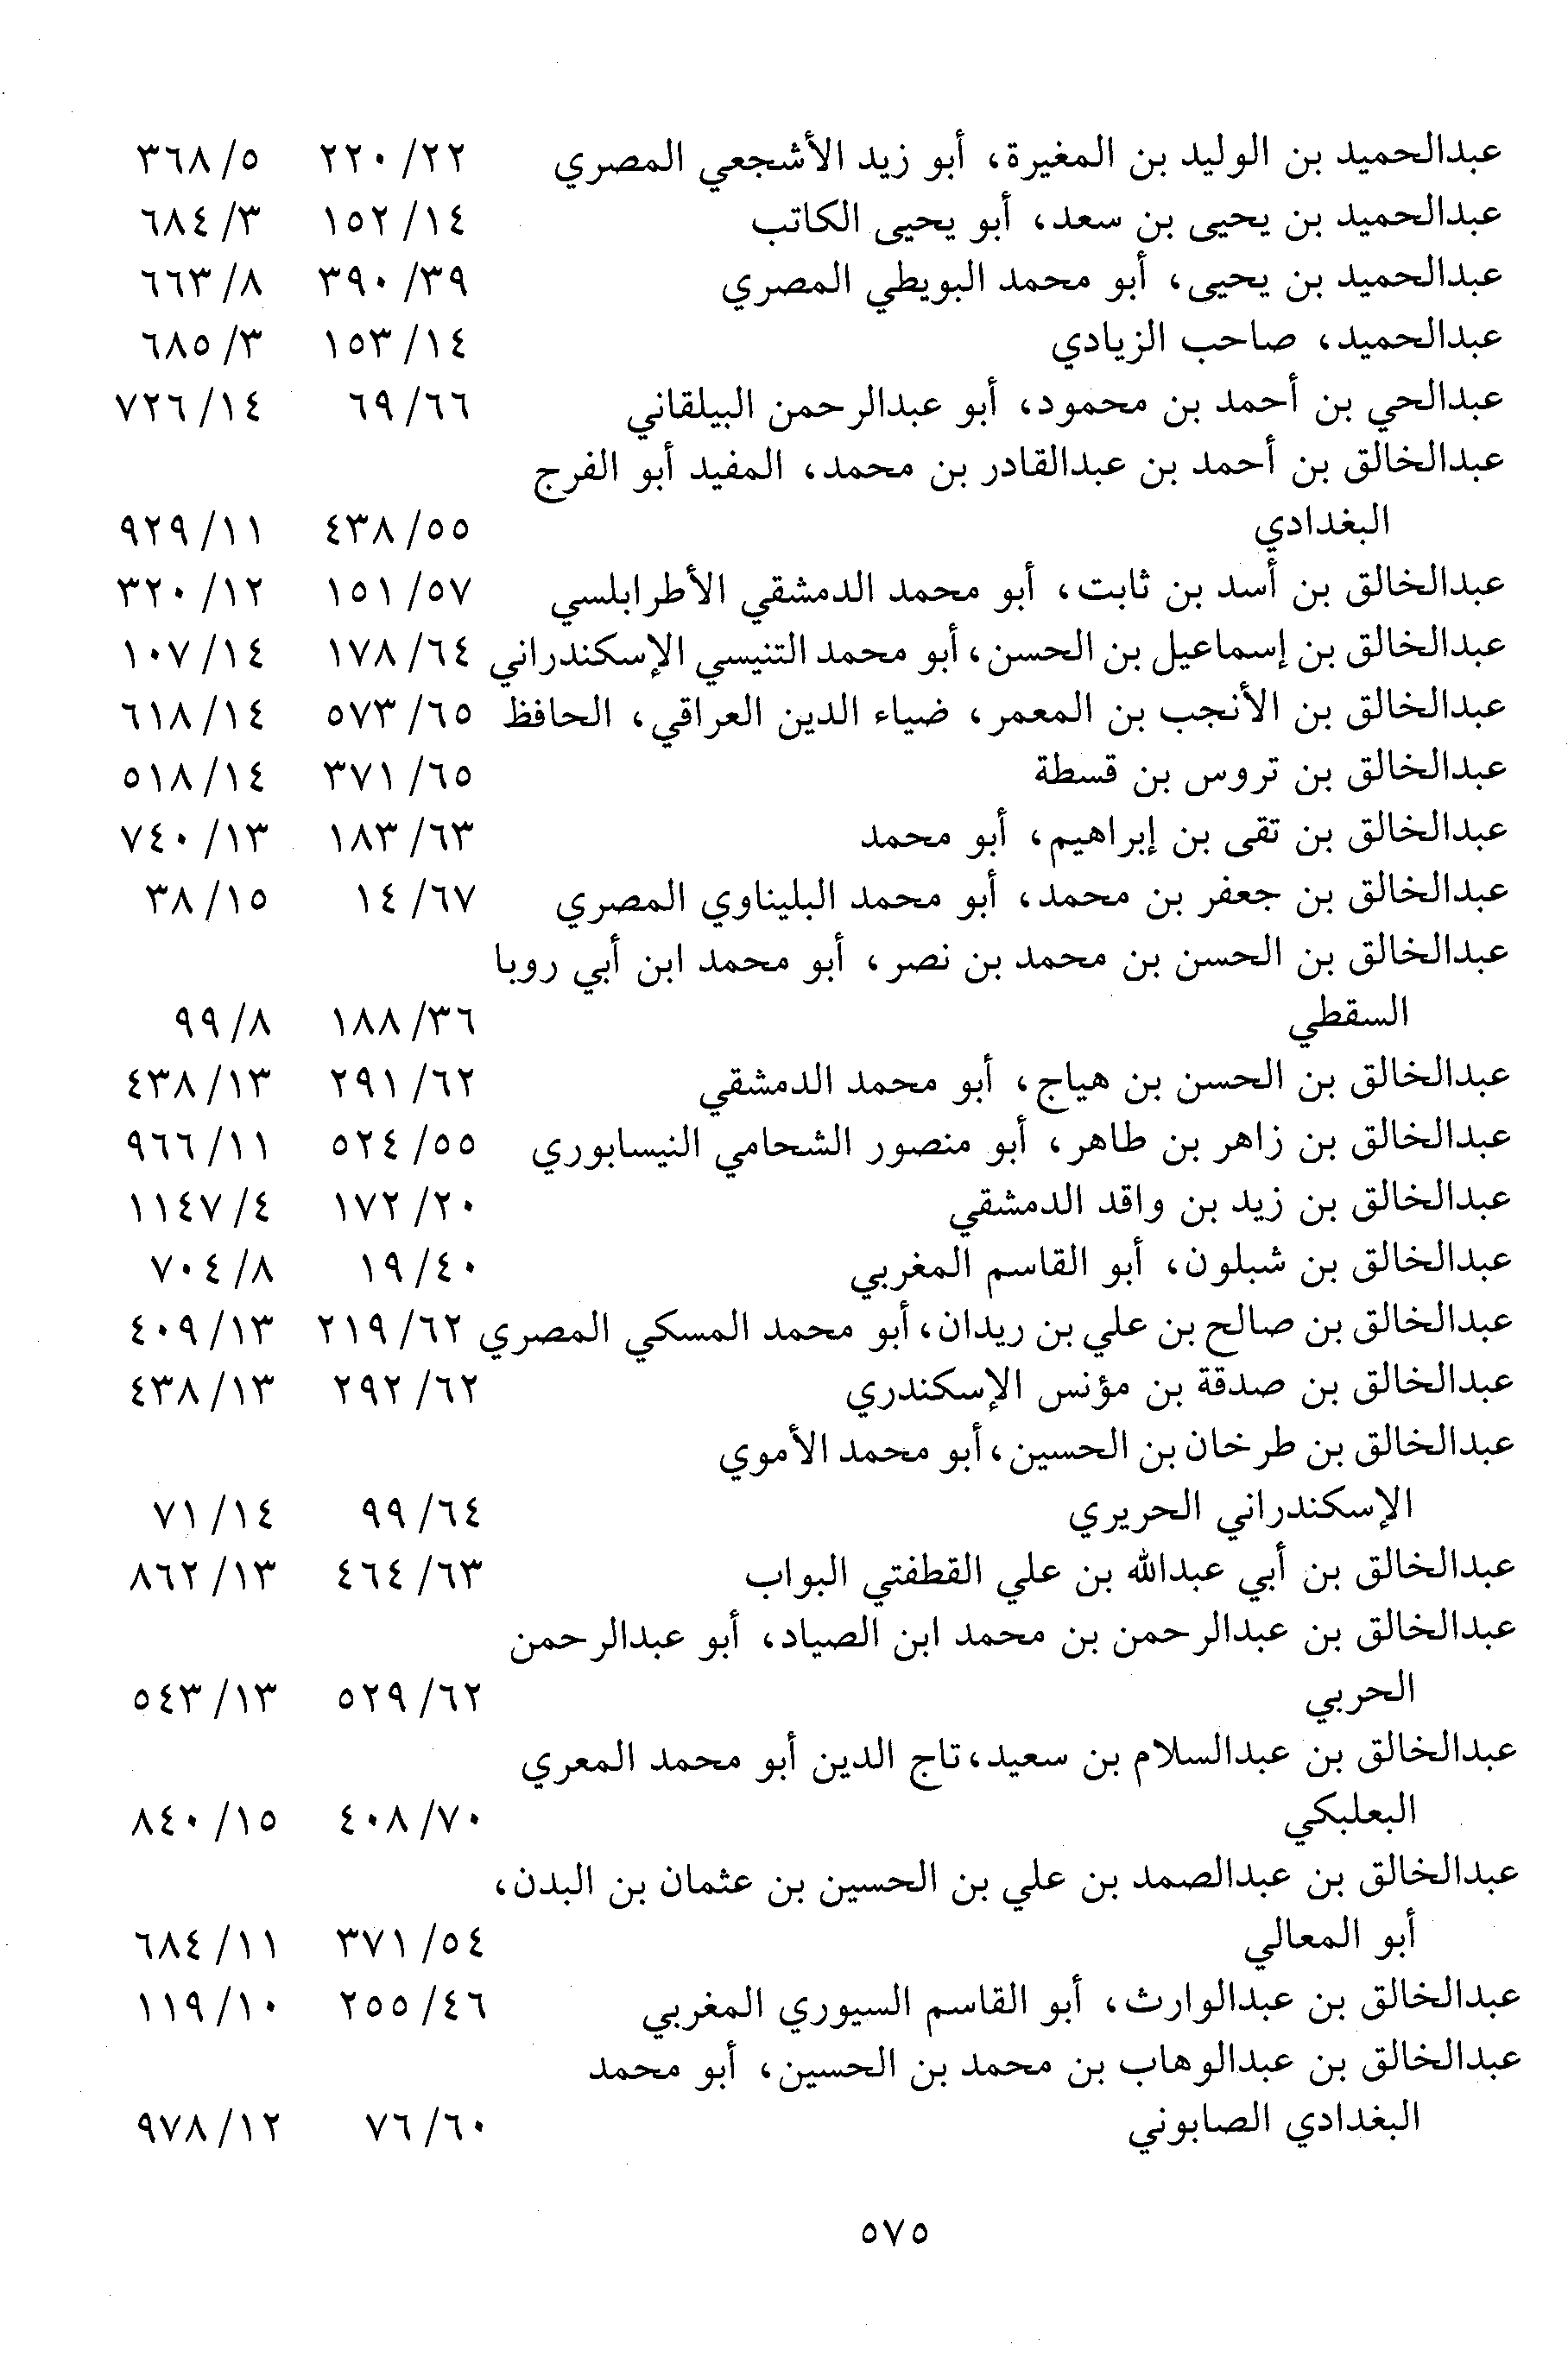 عبدالحميد بن الوليد بن المغيرة، أبو زيد الأشجعي المصري ٢٢/ ٢٢٠ ٥/ ٣٦٨
عبدالحميد بن يحيى بن سعد، أبو يحيى الكاتب ١٤/ ١٥٢ ٣/ ٦٨٤
عبدالحميد بن يحيى، أبو محمد البويطي المصري ٣٩/ ٣٩٠ ٨/ ٦٦٣
عبدالحميد، صاحب الزيادي ١٤/ ١٥٣ ٣/ ٦٨٥
عبدالحي بن أحمد بن محمود، أبو عبدالرحمن البيلقاني ٦٦/ ٦٩ ١٤/ ٧٢٦
عبدالخالق بن أحمد بن عبدالقادر بن محمد، المفيد أبو الفرج
البغدادي ٥٥/ ٤٣٨ ١١/ ٩٢٩
عبدالخالق بن أسد بن ثابت، أبو محمد الدمشقي الأطرابلسي ٥٧/ ١٥١ ١٢/ ٣٢٠
عبدالخالق بن إسماعيل بن الحسن، أبو محمد التنيسي الإسكندراني ٦٤/ ١٧٨ ١٤/ ١٠٧
عبدالخالق بن الأنجب بن المعمر، ضياء الدين العراقي، الحافظ ٦٥/ ٥٧٣ ١٤/ ٦١٨
عبدالخالق بن تروس بن قسطة ٦٥/ ٣٧١ ١٤/ ٥١٨
عبدالخالق بن تقى بن إبراهيم، أبو محمد ٦٣/ ١٨٣ ١٣/ ٧٤٠
عبدالخالق بن جعفر بن محمد، أبو محمد البليناوي المصري ٦٧/ ١٤ ١٥/ ٣٨
عبدالخالق بن الحسن بن محمد بن نصر، أبو محمد ابن أبي روبا
السقطي ٣٦/ ١٨٨ ٨/ ٩٩
عبدالخالق بن الحسن بن هياج، أبو محمد الدمشقي ٦٢/ ٢٩١ ١٣/ ٤٣٨
عبدالخالق بن زاهر بن طاهر، أبو منصور الشحامي النيسابوري ٥٥/ ٥٢٤ ١١/ ٩٦٦
عبدالخالق بن زيد بن واقد الدمشقي ٢٠/ ١٧٢ ٤/ ١١٤٧
عبدالخالق بن شبلون، أبو القاسم المغربي ٤٠/ ١٩ ٨/ ٧٠٤
عبدالخالق بن صالح بن علي بن ريدان، أبو محمد المسكي المصري ٦٢/ ٢١٩ ١٣/ ٤٠٩
عبدالخالق بن صدقة بن مؤنس الإسكندري ٦٢/ ٢٩٢ ١٣/ ٤٣٨
عبدالخالق بن طرخان بن الحسين، أبو محمد الأموي
الإسكندراني الحريري ٦٤/ ٩٩ ١٤/ ٧١
عبدالخالق بن أبي عبدالله بن علي القطفتي البواب ٦٣/ ٤٦٤ ١٣/ ٨٦٢
عبدالخالق بن عبدالرحمن بن محمد ابن الصياد، أبو عبدالرحمن
الحربي ٦٢/ ٥٢٩ ١٣/ ٥٤٣
عبدالخالق بن عبدالسلام بن سعيد، تاج الدين أبو محمد المعري
البعلبكي ٧٠/ ٤٠٨ ١٥/ ٨٤٠
عبدالخالق بن عبدالصمد بن علي بن الحسين بن عثمان بن البدن،
أبو المعالي ٥٤/ ٣٧١ ١١/ ٦٨٤
عبدالخالق بن عبدالوارث، أبو القاسم السيوري المغربي ٤٦/ ٢٥٥ ١٠/ ١١٩
عبدالخالق بن عبدالوهاب بن محمد بن الحسين، أبو محمد
البغدادي الصابوني ٦٠/ ٧٦ ١٢/ ٩٧٨
٥٧٥